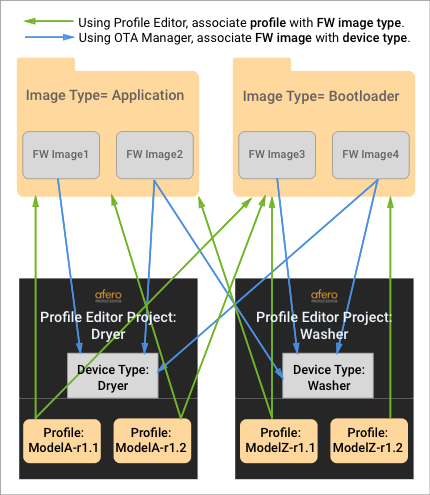 Using Profile Editor, associate profile with FW image type.
Using OTA Manager, associate FW image with device type.
Image Type= Application
Image Type= Bootloader
FW Image1
FW Image2
FW Image3
FW Image4
afero
PROFILE EDITOR
Profile Editor Project:
Dryer
afero
PROFILE EDITOR
Profile Editor Project:
Washer
Device Type:
Dryer
Device Type:
Washer
Profile:
ModelA-r1.1
Profile:
ModelA-r1.2
Profile:
ModelZ-r1.1
Profile:
ModelZ-r1.2